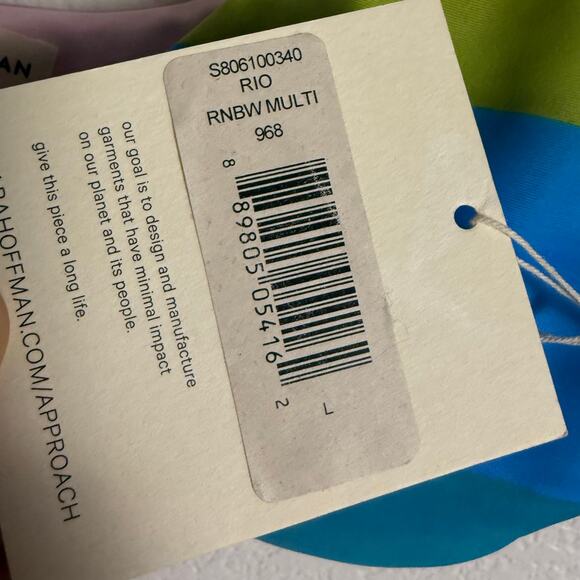 AN
S806100340
RIO
RNBW MULTI
968
8 89805 05416 2
L
our goal is to design and manufacture
garments that have minimal impact
on our planet and its people.
give this piece a long life.
RAHOFFMAN.COM/APPROACH